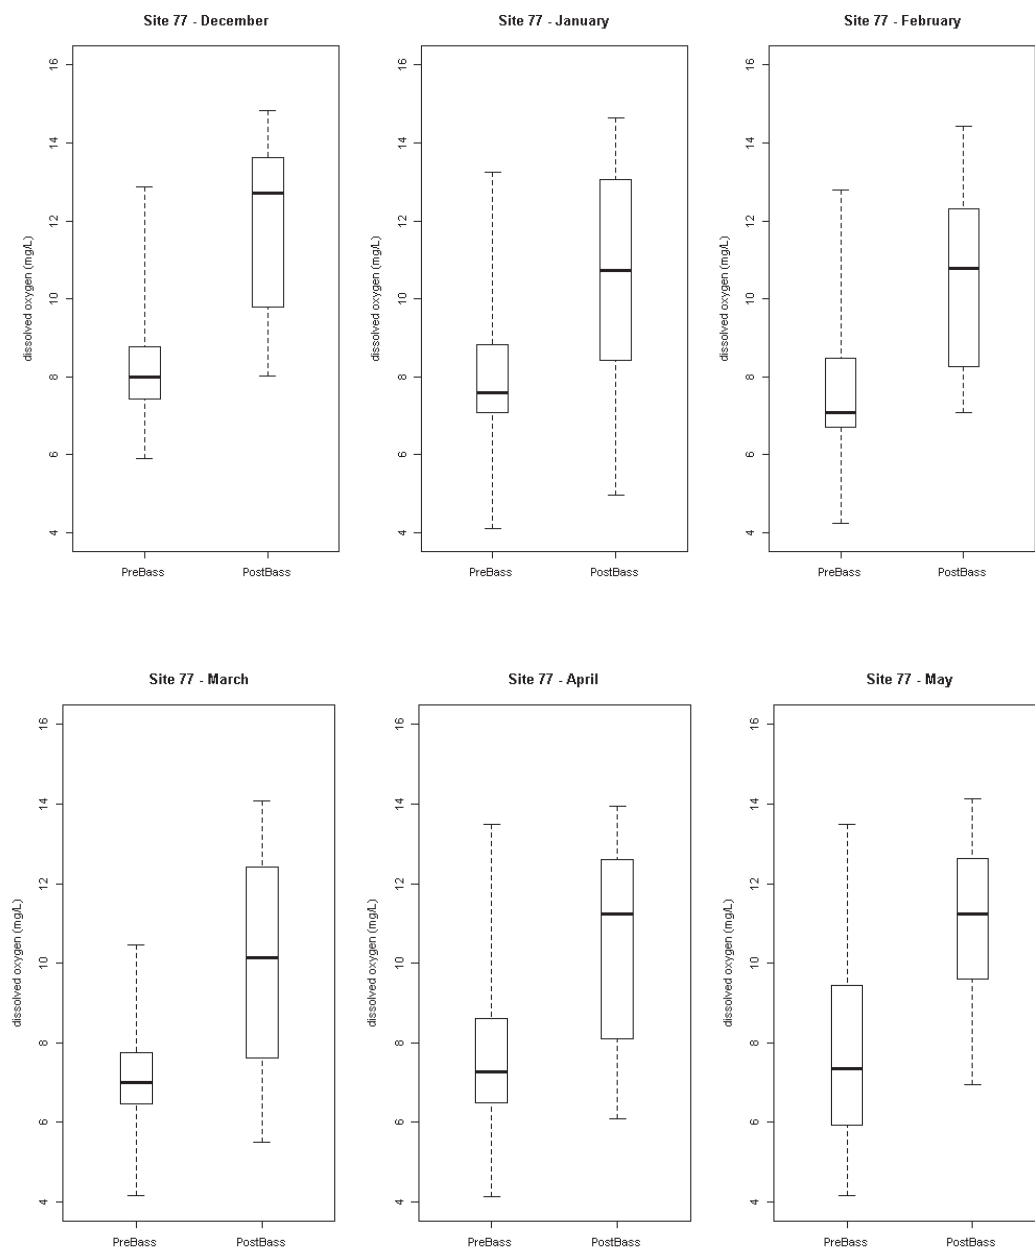 Site 77 - December
Site 77 - January
Site 77 - February
dissolved oxygen (mg/L)
16
14
12
10
8
6
4
PreBass
PostBass
dissolved oxygen (mg/L)
16
14
12
10
8
6
4
PreBass
PostBass
dissolved oxygen (mg/L)
16
14
12
10
8
6
4
PreBass
PostBass
Site 77 - March
Site 77 - April
Site 77 - May
dissolved oxygen (mg/L)
16
14
12
10
8
6
4
PreBass
PostBass
dissolved oxygen (mg/L)
16
14
12
10
8
6
4
PreBass
PostBass
dissolved oxygen (mg/L)
16
14
12
10
8
6
4
PreBass
PostBass